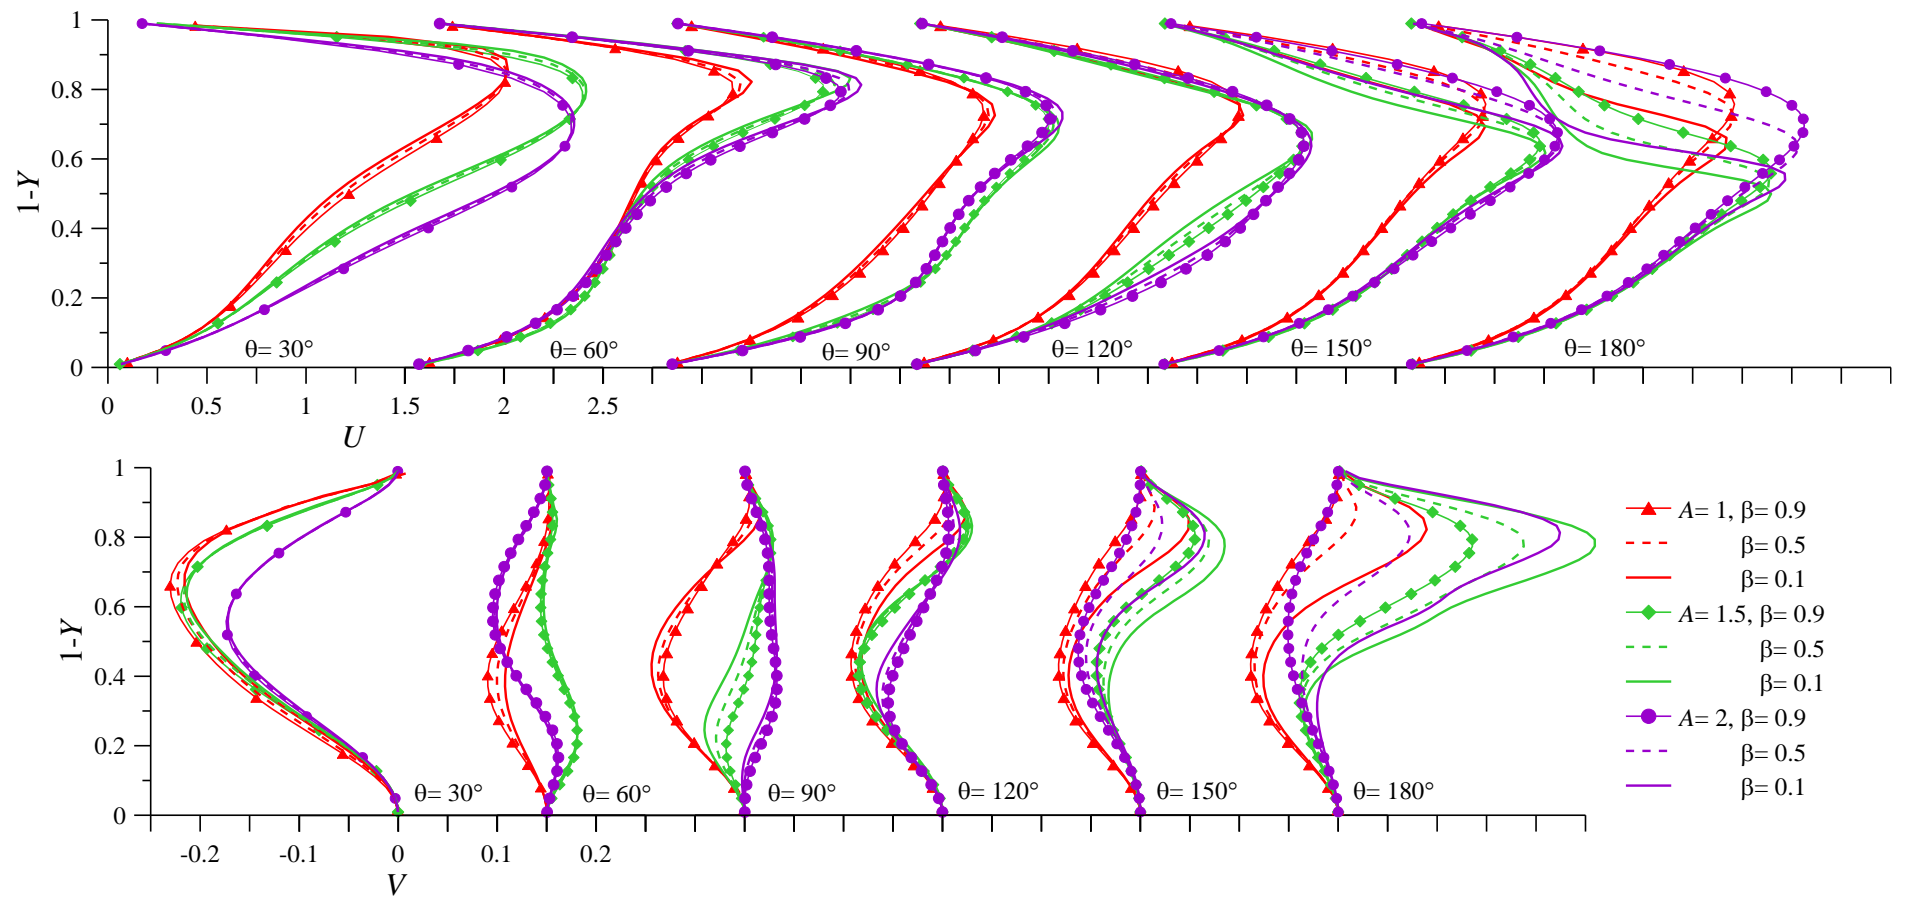 1
0.8
0.6
0.4
0.2
0
1-Y
θ= 30°
θ= 60°
θ= 90°
θ= 120°
θ= 150°
θ= 180°
0
0.5
1
1.5
2
2.5
U
1
0.8
0.6
0.4
0.2
0
1-Y
θ= 30°
θ= 60°
θ= 90°
θ= 120°
θ= 150°
θ= 180°
-0.2
-0.1
0
0.1
0.2
V
A= 1, β= 0.9
β= 0.5
β= 0.1
A= 1.5, β= 0.9
β= 0.5
β= 0.1
A= 2, β= 0.9
β= 0.5
β= 0.1